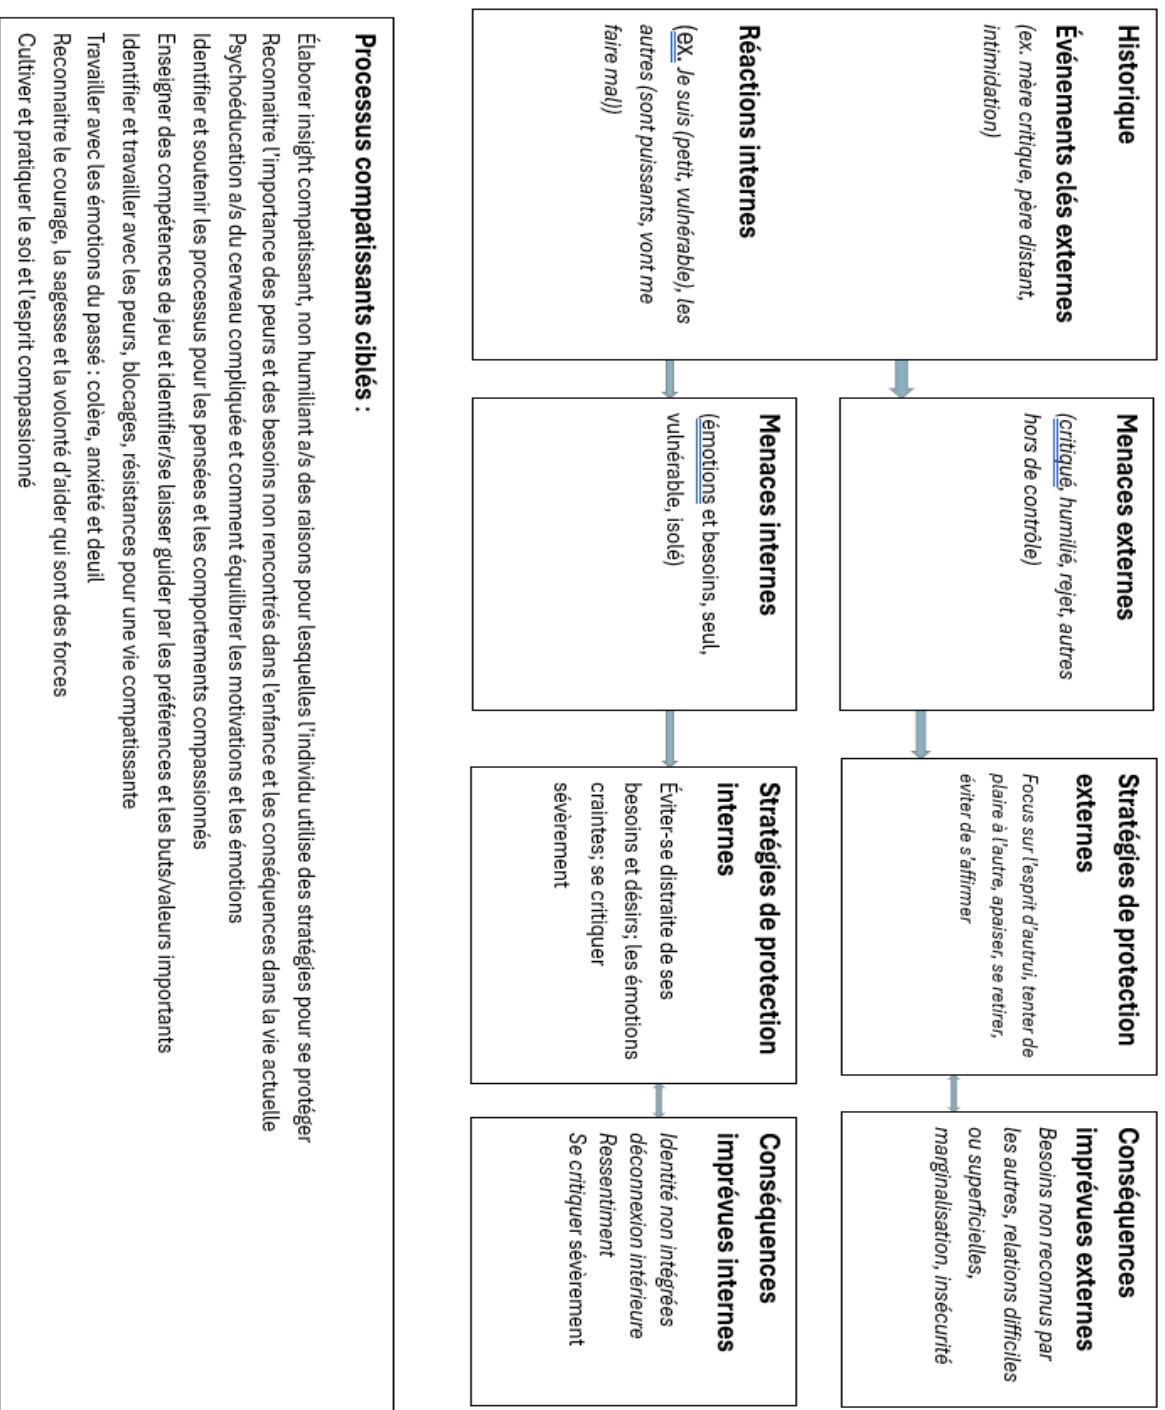 Historique
Événements clés externes
(ex. mère critique, père distant,
intimidation)
Réactions internes
(ex. Je suis (petit, vulnérable), les
autres (sont puissants, vont me
faire mal))
Menaces externes
(critiqué, humilié, rejet, autres
hors de contrôle)
Menaces internes
(émotions et besoins, seul,
vulnérable, isolé)
Stratégies de protection
externes
Focus sur l'esprit d'autrui, tenter de
plaire à l'autre, apaiser, se retirer,
éviter de s'affirmer
Stratégies de protection
internes
Éviter-se distraite de ses
besoins et désirs; les émotions
craintes; se critiquer
sévèrement
Conséquences
imprévues externes
Besoins non reconnus par
les autres, relations difficiles
ou superficielles,
marginalisation, insécurité
Conséquences
imprévues internes
Identité non intégrées
déconnexion intérieure
Ressentiment
Se critiquer sévèrement
Processus compatissants ciblés :
Élaborer insight compatissant, non humiliant a/s des raisons pour lesquelles l'individu utilise des stratégies pour se protéger
Reconnaitre l'importance des peurs et des besoins non rencontrés dans l'enfance et les conséquences dans la vie actuelle
Psychoéducation a/s du cerveau compliquée et comment équilibrer les motivations et les émotions
Identifier et soutenir les processus pour les pensées et les comportements compassionnés
Enseigner des compétences de jeu et identifier/se laisser guider par les préférences et les buts/valeurs importants
Identifier et travailler avec les peurs, blocages, résistances pour une vie compatissante
Travailler avec les émotions du passé : colère, anxiété et deuil
Reconnaitre le courage, la sagesse et la volonté d'aider qui sont des forces
Cultiver et pratiquer le soi et l'esprit compassionné